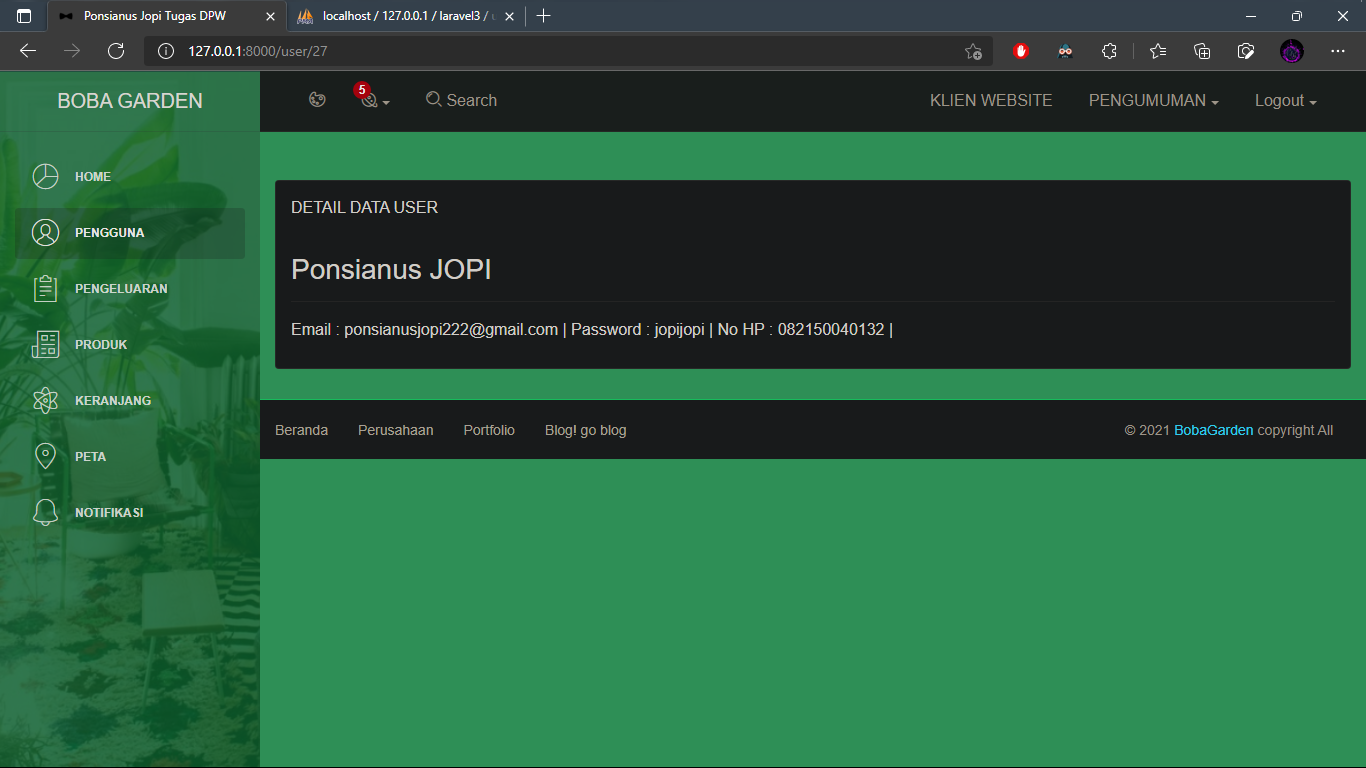 Ponsianus Jopi Tugas DPW
localhost / 127.0.0.1 / laravel3 /
127.0.0.1:8000/user/27
BOBA GARDEN
5
Search
KLIEN WEBSITE
PENGUMUMAN
Logout
HOME
PENGGUNA
PENGELUARAN
PRODUK
KERANJANG
PETA
NOTIFIKASI
DETAIL DATA USER
Ponsianus JOPI
Email : ponsianusjopi222@gmail.com | Password : jopijopi | No HP : 082150040132 |
Beranda
Perusahaan
Portfolio
Blog! go blog
© 2021 BobaGarden copyright All